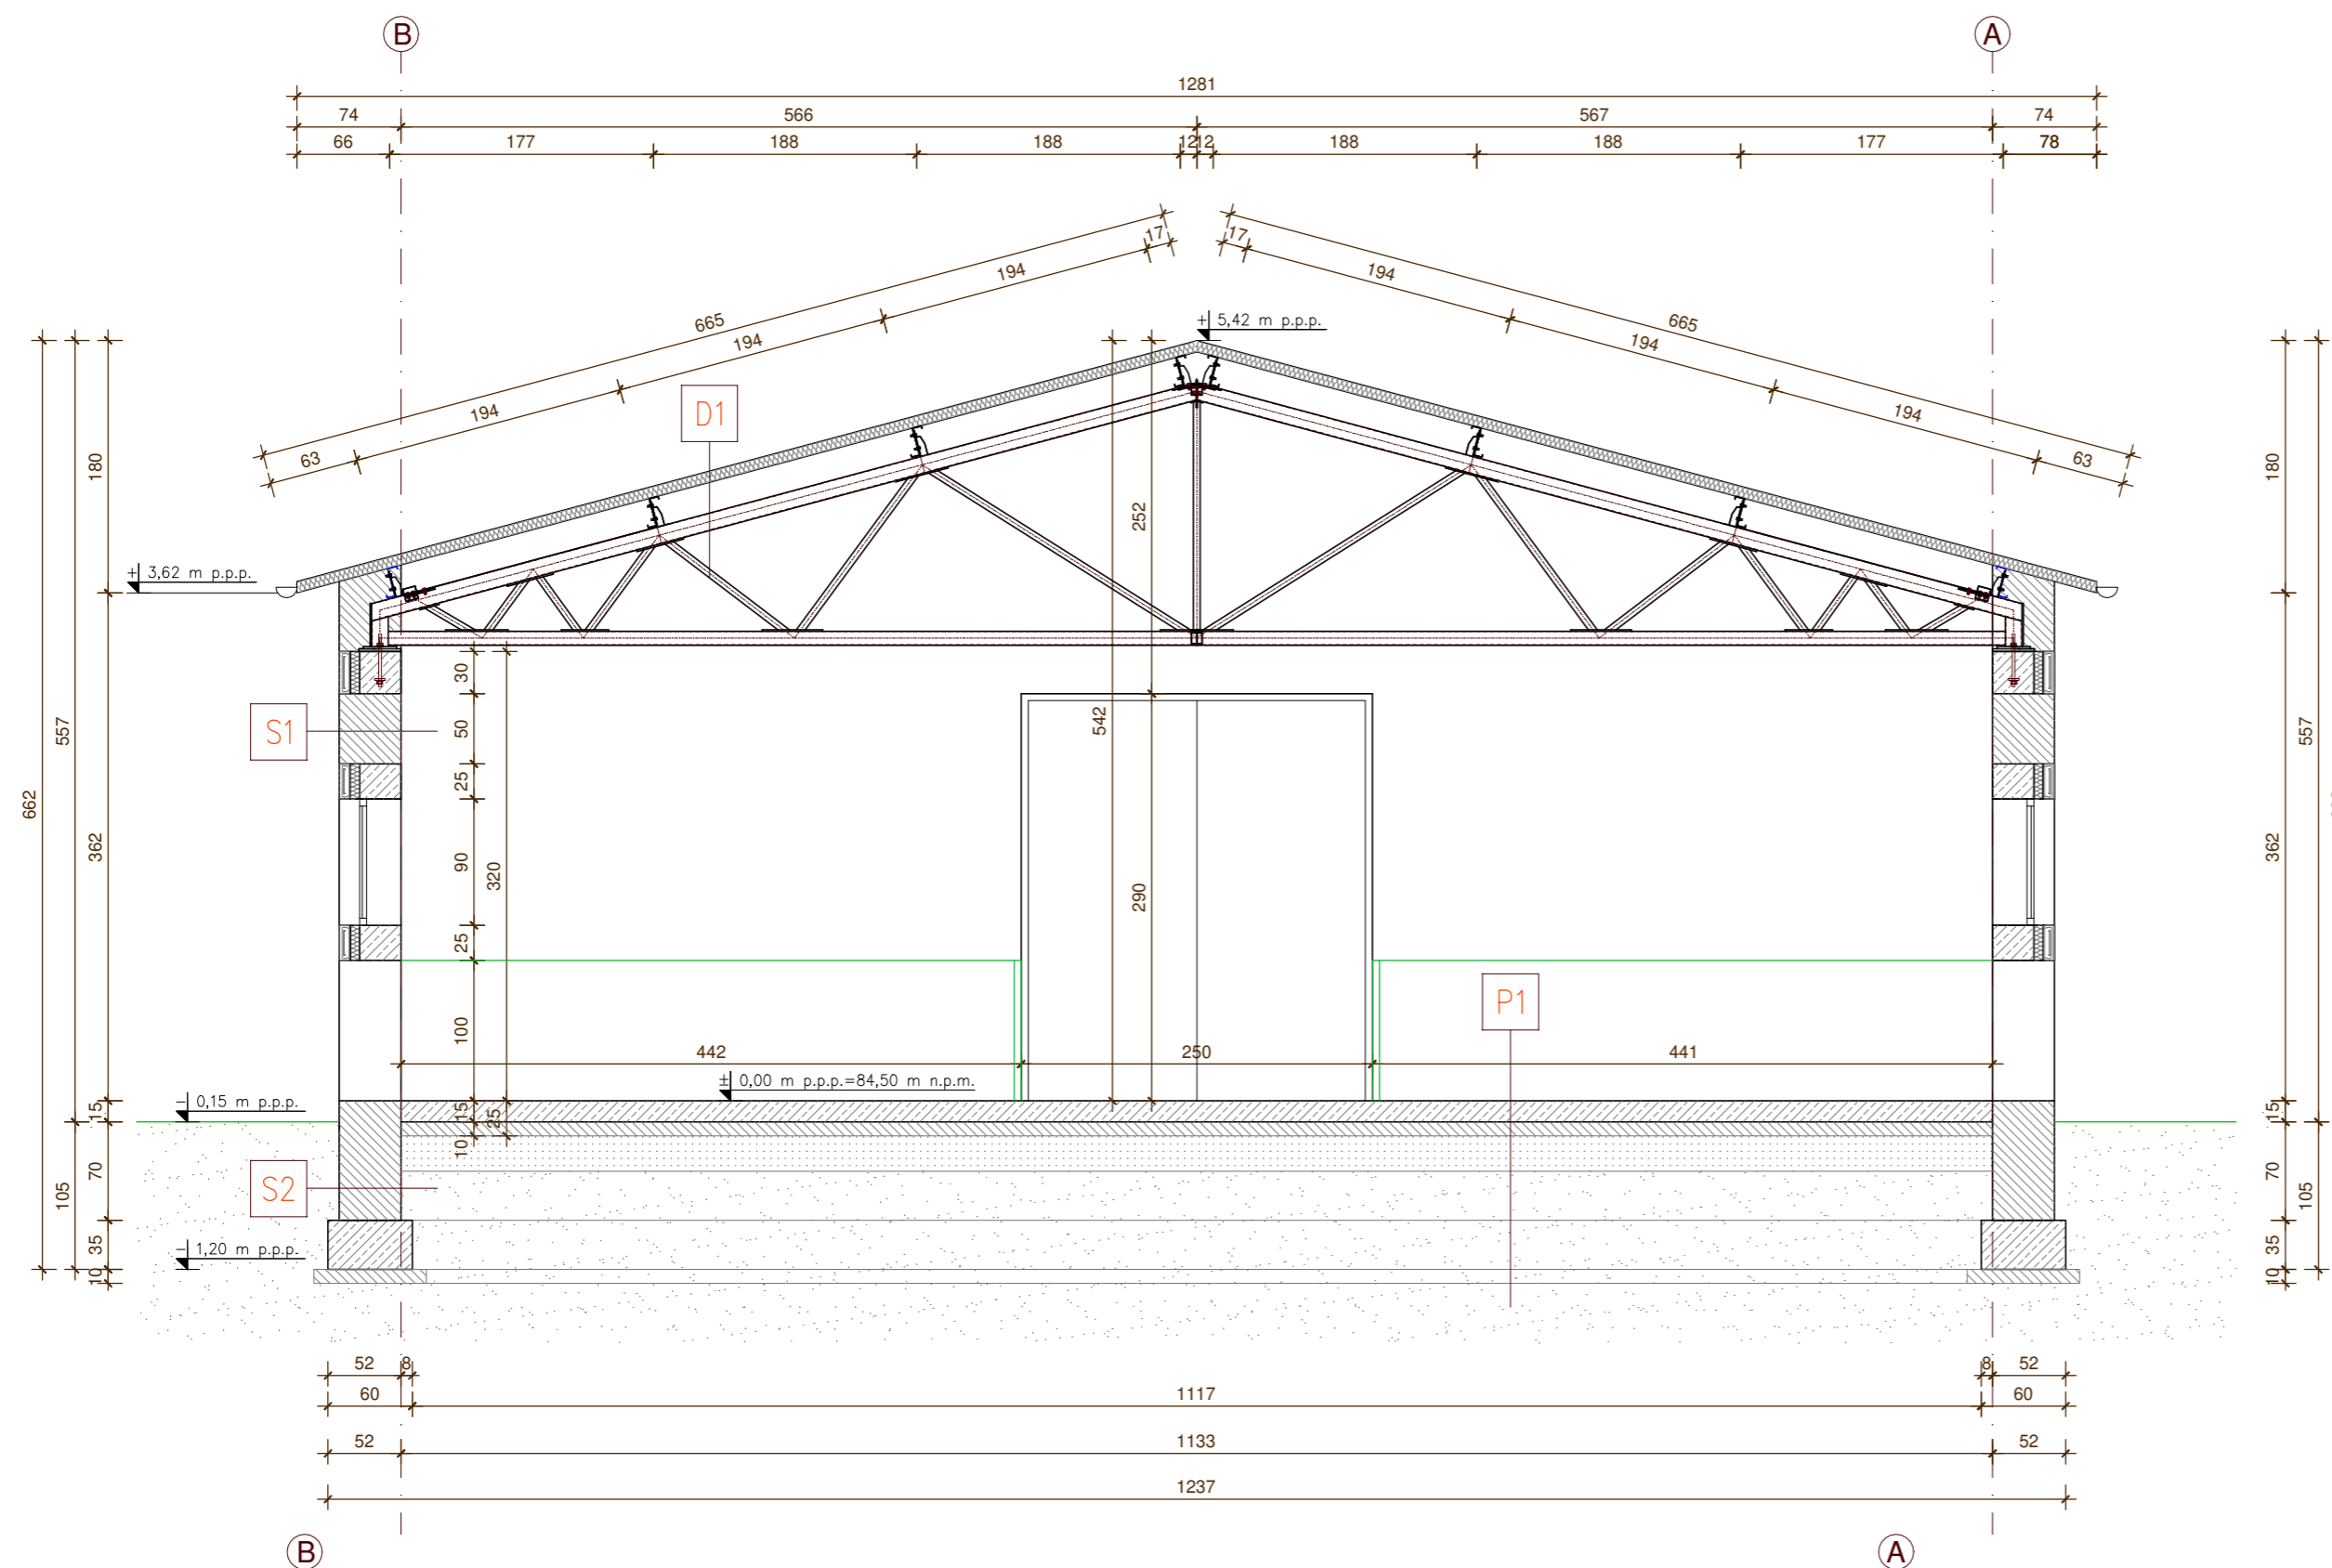 B A
1281
74 566 567 74
66 177 188 188 12 12 188 188 177 78
17 17
194 194
665 665
194 194
194 194
63 63
+ 5,42 m p.p.p.
D1
180 252 180
+ 3,62 m p.p.p.
30
S1
50
542
557 557
25
662 362 90 320 290 362
25
P1
100
442 250 441
± 0,00 m p.p.p.=84,50 m n.p.m.
- 0,15 m p.p.p.
15 15 25 15
10
70 70
S2
105 105
- 1,20 m p.p.p.
35 35
10 10
52 8 8 52
60 1117 60
52 1133 52
1237
B A